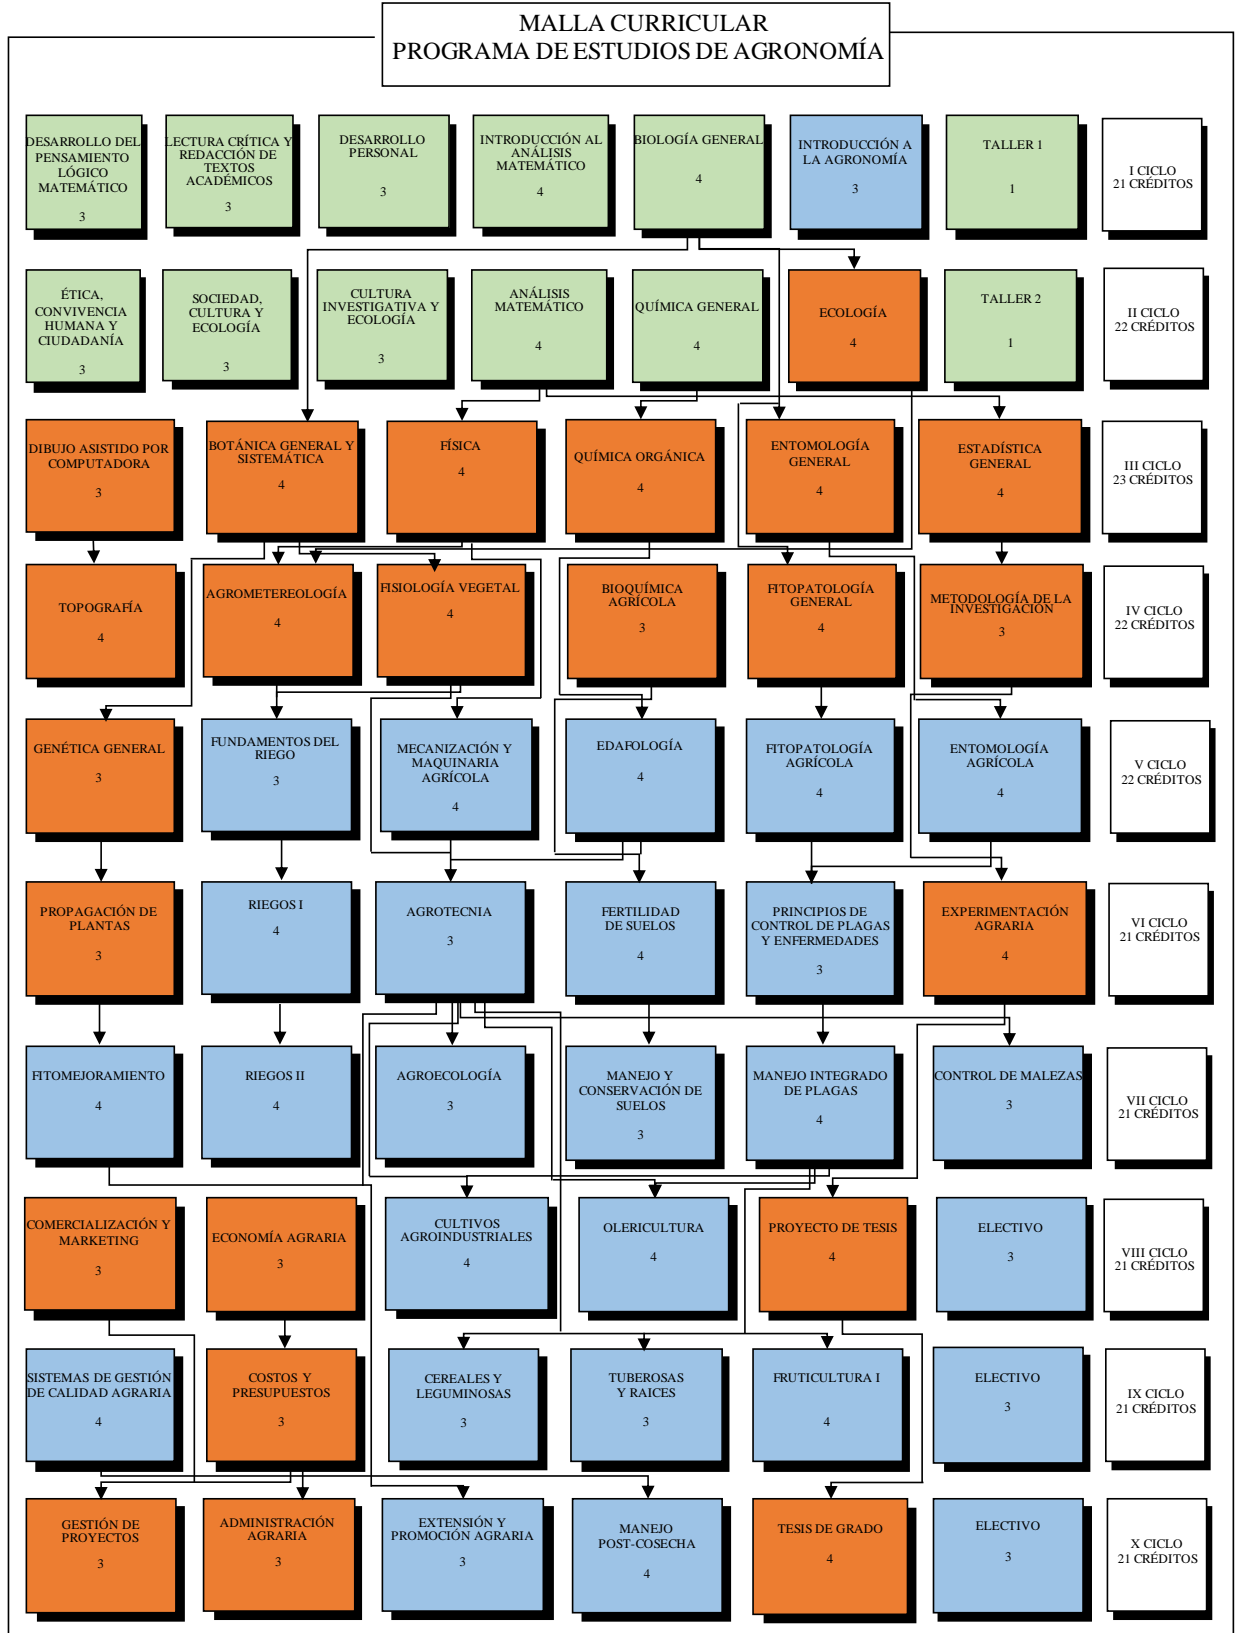 MALLA CURRICULAR
PROGRAMA DE ESTUDIOS DE AGRONOMÍA
DESARROLLO DEL
PENSAMIENTO
LÓGICO
MATEMÁTICO
3
LECTURA CRÍTICA Y
REDACCIÓN DE
TEXTOS
ACADÉMICOS
3
DESARROLLO
PERSONAL
3
INTRODUCCIÓN AL
ANÁLISIS
MATEMÁTICO
4
BIOLOGÍA GENERAL
4
INTRODUCCIÓN A
LA AGRONOMÍA
3
TALLER 1
1
I CICLO
21 CRÉDITOS
ÉTICA,
CONVIVENCIA
HUMANA Y
CIUDADANÍA
3
SOCIEDAD,
CULTURA Y
ECOLOGÍA
3
CULTURA
INVESTIGATIVA Y
ECOLOGÍA
3
ANÁLISIS
MATEMÁTICO
4
QUÍMICA GENERAL
4
ECOLOGÍA
4
TALLER 2
1
II CICLO
22 CRÉDITOS
DIBUJO ASISTIDO POR
COMPUTADORA
3
BOTÁNICA GENERAL Y
SISTEMÁTICA
4
FÍSICA
4
QUÍMICA ORGÁNICA
4
ENTOMOLOGÍA
GENERAL
4
ESTADÍSTICA
GENERAL
4
III CICLO
23 CRÉDITOS
TOPOGRAFÍA
4
AGROMETEREOLOGÍA
4
FISIOLOGÍA VEGETAL
4
BIOQUÍMICA
AGRÍCOLA
3
FITOPATOLOGÍA
GENERAL
4
METODOLOGÍA DE LA
INVESTIGACIÓN
3
IV CICLO
22 CRÉDITOS
GENÉTICA GENERAL
3
FUNDAMENTOS DEL
RIEGO
3
MECANIZACIÓN Y
MAQUINARIA
AGRÍCOLA
4
EDAFOLOGÍA
4
FITOPATOLOGÍA
AGRÍCOLA
4
ENTOMOLOGÍA
AGRÍCOLA
4
V CICLO
22 CRÉDITOS
PROPAGACIÓN DE
PLANTAS
3
RIEGOS I
4
AGROTECNIA
3
FERTILIDAD
DE SUELOS
4
PRINCIPIOS DE
CONTROL DE PLAGAS
Y ENFERMEDADES
3
EXPERIMENTACIÓN
AGRARIA
4
VI CICLO
21 CRÉDITOS
FITOMEJORAMIENTO
4
RIEGOS II
4
AGROECOLOGÍA
3
MANEJO Y
CONSERVACIÓN DE
SUELOS
3
MANEJO INTEGRADO
DE PLAGAS
4
CONTROL DE MALEZAS
3
VII CICLO
21 CRÉDITOS
COMERCIALIZACIÓN Y
MARKETING
3
ECONOMÍA AGRARIA
3
CULTIVOS
AGROINDUSTRIALES
4
OLERICULTURA
4
PROYECTO DE TESIS
4
ELECTIVO
3
VIII CICLO
21 CRÉDITOS
SISTEMAS DE GESTIÓN
DE CALIDAD AGRARIA
4
COSTOS Y
PRESUPUESTOS
3
CEREALES Y
LEGUMINOSAS
3
TUBEROSAS
Y RAICES
3
FRUTICULTURA I
4
ELECTIVO
3
IX CICLO
21 CRÉDITOS
GESTIÓN DE
PROYECTOS
3
ADMINISTRACIÓN
AGRARIA
3
EXTENSIÓN Y
PROMOCIÓN AGRARIA
3
MANEJO
POST-COSECHA
4
TESIS DE GRADO
4
ELECTIVO
3
X CICLO
21 CRÉDITOS